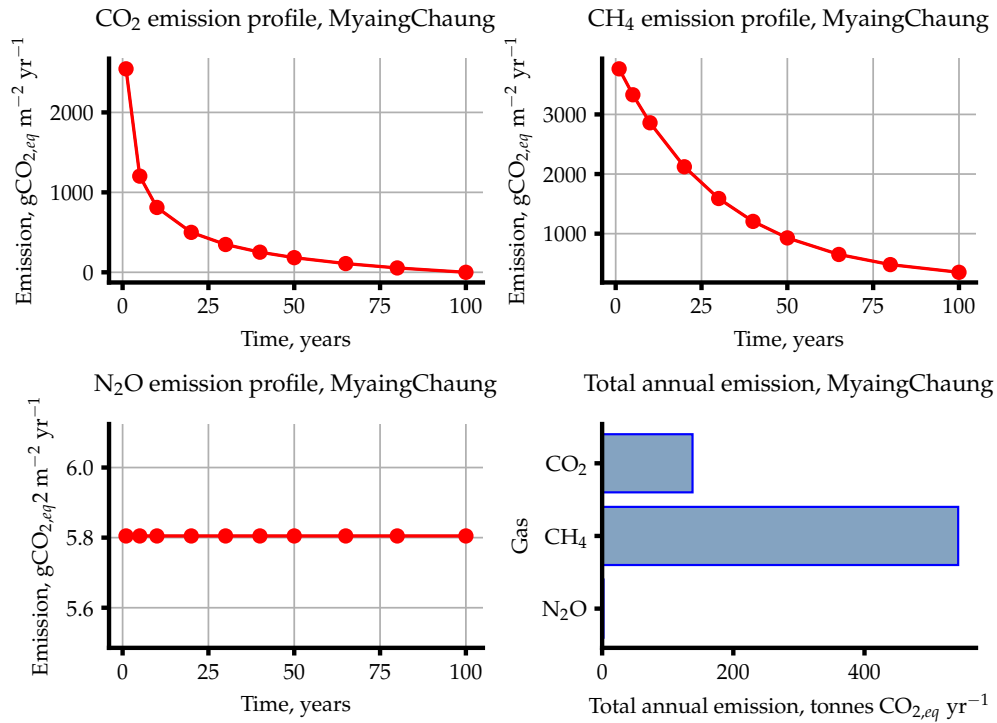 CO₂ emission profile, MyaingChaung
Emission, gCO₂,eq m⁻² yr⁻¹
2000
1000
0
0 25 50 75 100
Time, years
CH₄ emission profile, MyaingChaung
Emission, gCO₂,eq m⁻² yr⁻¹
3000
2000
1000
0 25 50 75 100
Time, years
N₂O emission profile, MyaingChaung
Emission, gCO₂,eq2 m⁻² yr⁻¹
6.0
5.8
5.6
0 25 50 75 100
Time, years
Total annual emission, MyaingChaung
Gas
CO₂
CH₄
N₂O
0 200 400
Total annual emission, tonnes CO₂,eq yr⁻¹